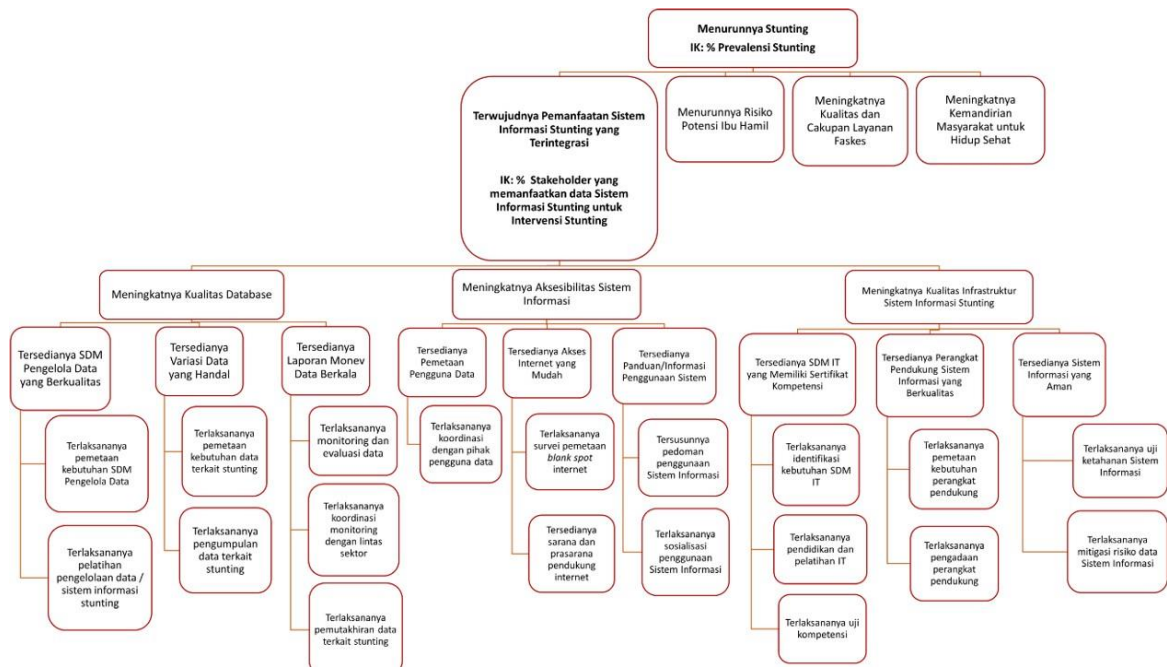 Menurunnya Stunting
IK: % Prevalensi Stunting
Terwujudnya Pemanfaatan Sistem
Informasi Stunting yang
Terintegrasi
IK: % Stakeholder yang
memanfaatkan data Sistem
Informasi Stunting untuk
Intervensi Stunting
Menurunnya Risiko
Potensi Ibu Hamil
Meningkatnya
Kualitas dan
Cakupan Layanan
Faskes
Meningkatnya
Kemandirian
Masyarakat untuk
Hidup Sehat
Meningkatnya Kualitas Database
Meningkatnya Aksesibilitas Sistem
Informasi
Meningkatnya Kualitas Infrastruktur
Sistem Informasi Stunting
Tersedianya SDM
Pengelola Data
yang Berkualitas
Tersedianya
Variasi Data
yang Handal
Tersedianya
Laporan Monev
Data Berkala
Tersedianya
Pemetaan
Pengguna Data
Tersedianya Akses
Internet yang
Mudah
Tersedianya
Panduan/Informasi
Penggunaan Sistem
Tersedianya SDM IT
yang Memiliki Sertifikat
Kompetensi
Tersedianya Perangkat
Pendukung Sistem
Informasi yang
Berkualitas
Tersedianya Sistem
Informasi yang
Aman
Terlaksananya
pemetaan
kebutuhan SDM
Pengelola Data
Terlaksananya
pelatihan
pengelolaan data /
sistem informasi
stunting
Terlaksananya
pemetaan
kebutuhan data
terkait stunting
Terlaksananya
pengumpulan
data terkait
stunting
Terlaksananya
monitoring dan
evaluasi data
Terlaksananya
koordinasi
monitoring
dengan lintas
sektor
Terlaksananya
pemutakhiran data
terkait stunting
Terlaksananya
koordinasi
dengan pihak
pengguna data
Terlaksananya
survei pemetaan
blank spot
internet
Tersedianya
sarana dan
prasarana
pendukung
internet
Tersusunnya
pedoman
penggunaan
Sistem Informasi
Terlaksananya
sosialisasi
penggunaan
Sistem Informasi
Terlaksananya
identifikasi
kebutuhan SDM
IT
Terlaksananya
pendidikan dan
pelatihan IT
Terlaksananya uji
kompetensi
Terlaksananya
pemetaan
kebutuhan
perangkat
pendukung
Terlaksananya
pengadaan
perangkat
pendukung
Terlaksananya uji
ketahanan Sistem
Informasi
Terlaksananya
mitigasi risiko data
Sistem Informasi